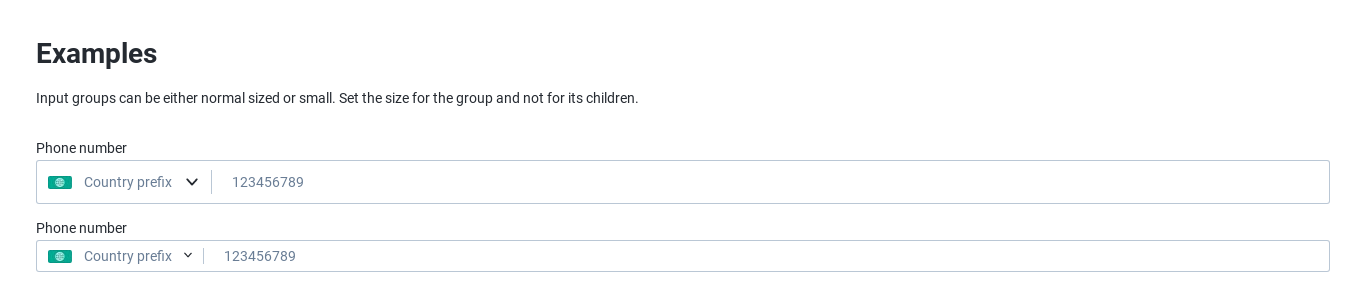 Examples
Input groups can be either normal sized or small. Set the size for the group and not for its children.
Phone number
Country prefix 123456789
Phone number
Country prefix 123456789